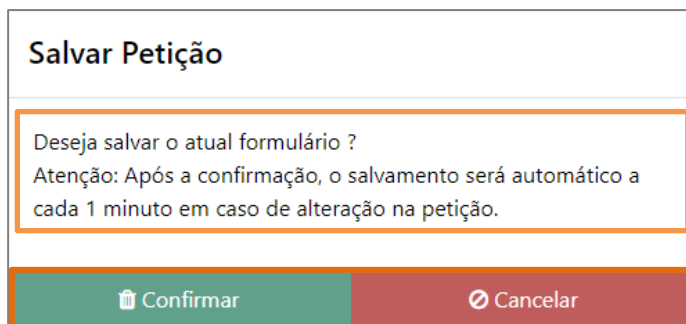 Salvar Petição
Deseja salvar o atual formulário ?
Atenção: Após a confirmação, o salvamento será automático a
cada 1 minuto em caso de alteração na petição.
Confirmar
Cancelar